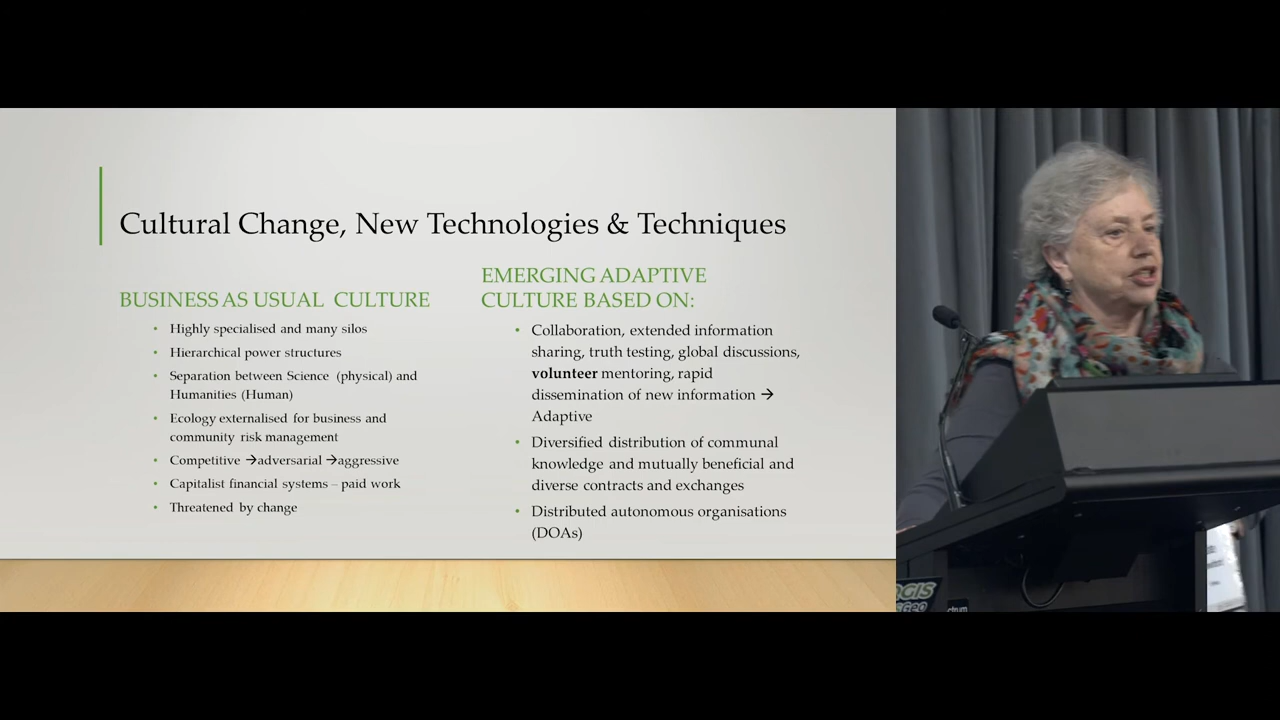 Cultural Change, New Technologies & Techniques
BUSINESS AS USUAL CULTURE
Highly specialised and many silos
Hierarchical power structures
Separation between Science (physical) and
Humanities (Human)
Ecology externalised for business and
community risk management
Competitive →adversarial →aggressive
Capitalist financial systems – paid work
Threatened by change
EMERGING ADAPTIVE
CULTURE BASED ON:
Collaboration, extended information
sharing, truth testing, global discussions,
volunteer mentoring, rapid
dissemination of new information →
Adaptive
Diversified distribution of communal
knowledge and mutually beneficial and
diverse contracts and exchanges
Distributed autonomous organisations
(DOAs)